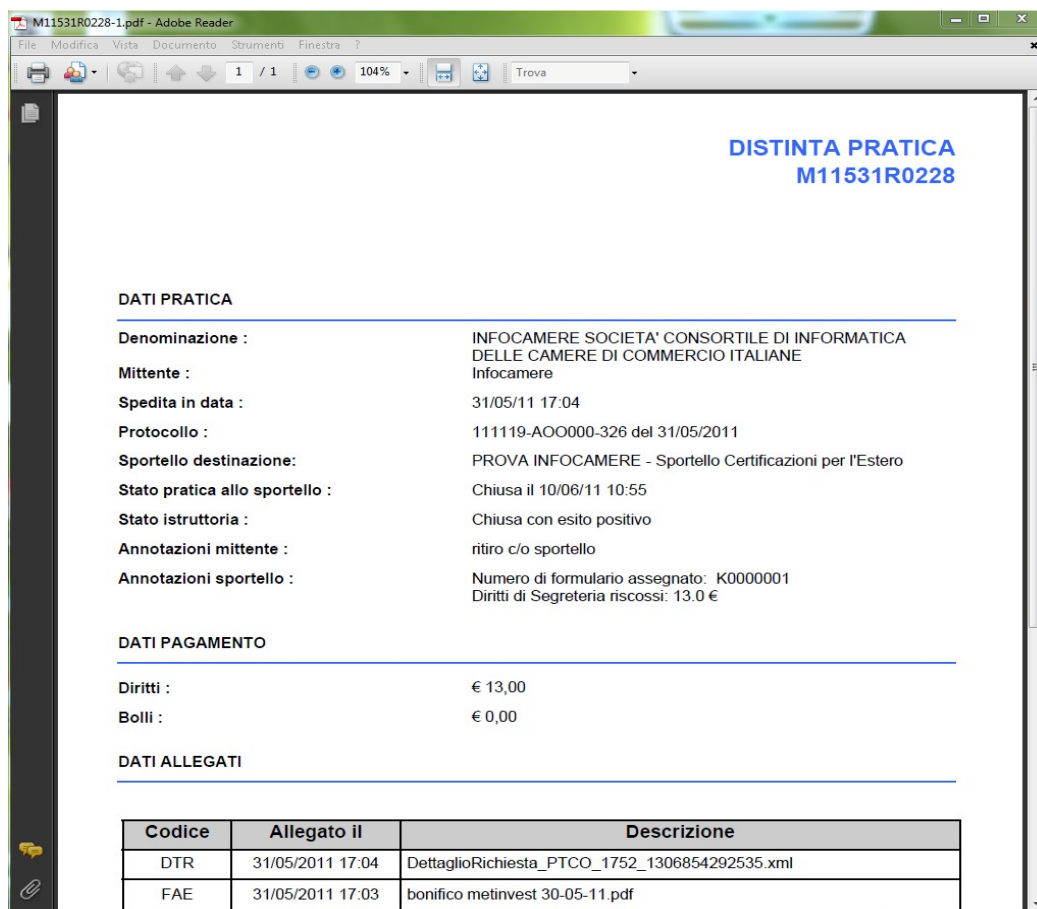 M11531R0228-1.pdf - Adobe Reader
File Modifica Vista Documento Strumenti Finestra ?
1 / 1 104% Trova
DISTINTA PRATICA
M11531R0228
DATI PRATICA
Denominazione : INFOCAMERE SOCIETA' CONSORTILE DI INFORMATICA
DELLE CAMERE DI COMMERCIO ITALIANE
Mittente : Infocamere
Spedita in data : 31/05/11 17:04
Protocollo : 111119-AOO000-326 del 31/05/2011
Sportello destinazione: PROVA INFOCAMERE - Sportello Certificazioni per l'Estero
Stato pratica allo sportello : Chiusa il 10/06/11 10:55
Stato istruttoria : Chiusa con esito positivo
Annotazioni mittente : ritiro c/o sportello
Annotazioni sportello : Numero di formulario assegnato: K0000001
Diritti di Segreteria riscossi: 13.0 €
DATI PAGAMENTO
Diritti : € 13,00
Bolli : € 0,00
DATI ALLEGATI
Codice Allegato il Descrizione
DTR 31/05/2011 17:04 DettaglioRichiesta_PTCO_1752_1306854292535.xml
FAE 31/05/2011 17:03 bonifico metinvest 30-05-11.pdf